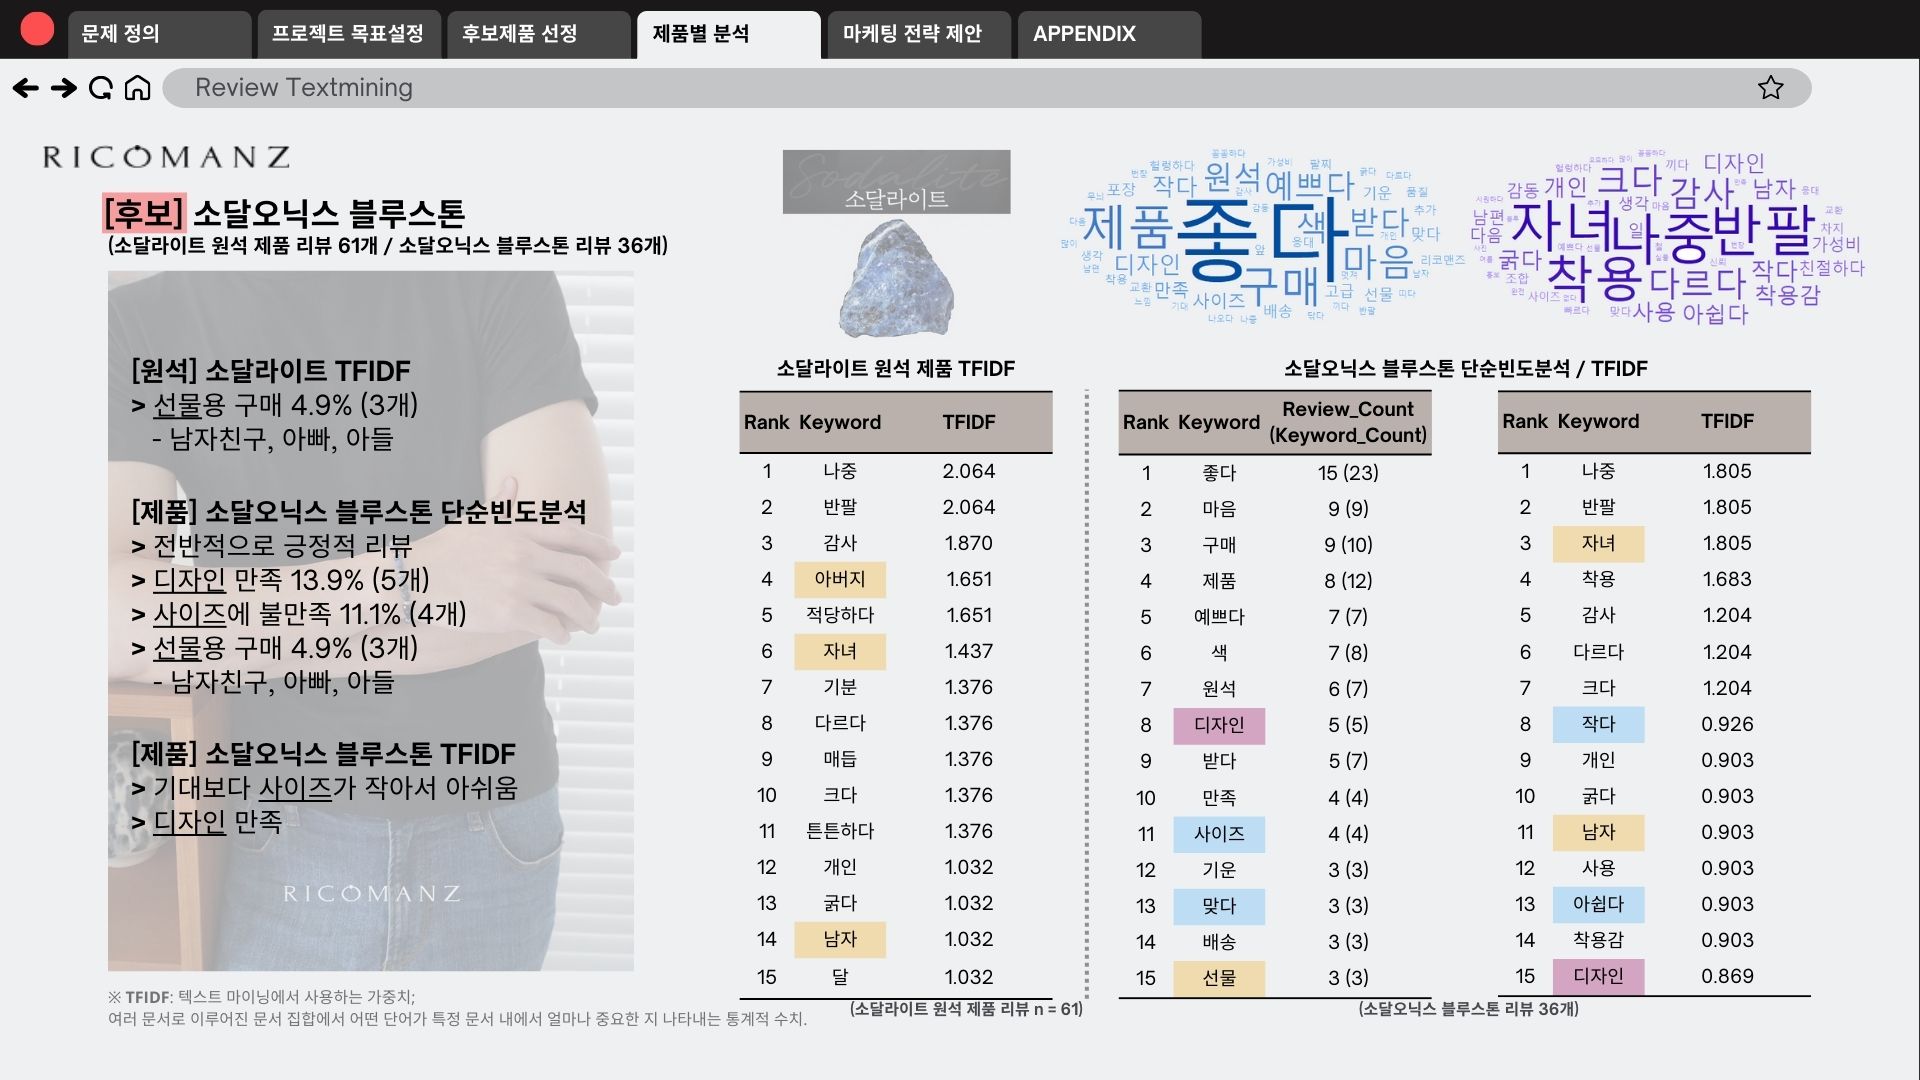 문제 정의
프로젝트 목표설정
후보제품 선정
제품별 분석
마케팅 전략 제안
APPENDIX
Review Textmining
RICOMANZ
[후보] 소달오닉스 블루스톤
(소달라이트 원석 제품 리뷰 61개 / 소달오닉스 블루스톤 리뷰 36개)
[원석] 소달라이트 TFIDF
> 선물용 구매 4.9% (3개)
- 남자친구, 아빠, 아들
[제품] 소달오닉스 블루스톤 단순빈도분석
> 전반적으로 긍정적 리뷰
> 디자인 만족 13.9% (5개)
> 사이즈에 불만족 11.1% (4개)
> 선물용 구매 4.9% (3개)
- 남자친구, 아빠, 아들
[제품] 소달오닉스 블루스톤 TFIDF
> 기대보다 사이즈가 작아서 아쉬움
> 디자인 만족
RICOMANZ
※ TFIDF: 텍스트 마이닝에서 사용하는 가중치;
여러 문서로 이루어진 문서 집합에서 어떤 단어가 특정 문서 내에서 얼마나 중요한 지 나타내는 통계적 수치.
Sodalite
소달라이트
헐렁하다 가성비 팔찌
포장 작다 원석 예쁘다 기운 품질
제품 좋다 색 받다 추가 맞다
디자인 마음 리코맨즈
만족 사이즈 구매 고급 선물
배송
디자인
감동 개인 크다 감사 남자
남편 자녀 나중 반팔 생각 일 차지
다음 가성비
굵다 착용 다르다 작다 친절하다
조합 착용감
사이즈 사용 아쉽다
소달라이트 원석 제품 TFIDF
Rank Keyword TFIDF
1 나중 2.064
2 반팔 2.064
3 감사 1.870
4 아버지 1.651
5 적당하다 1.651
6 자녀 1.437
7 기분 1.376
8 다르다 1.376
9 매듭 1.376
10 크다 1.376
11 튼튼하다 1.376
12 개인 1.032
13 굵다 1.032
14 남자 1.032
15 달 1.032
(소달라이트 원석 제품 리뷰 n = 61)
소달오닉스 블루스톤 단순빈도분석 / TFIDF
Rank Keyword Review_Count
(Keyword_Count)
1 좋다 15 (23)
2 마음 9 (9)
3 구매 9 (10)
4 제품 8 (12)
5 예쁘다 7 (7)
6 색 7 (8)
7 원석 6 (7)
8 디자인 5 (5)
9 받다 5 (7)
10 만족 4 (4)
11 사이즈 4 (4)
12 기운 3 (3)
13 맞다 3 (3)
14 배송 3 (3)
15 선물 3 (3)
Rank Keyword TFIDF
1 나중 1.805
2 반팔 1.805
3 자녀 1.805
4 착용 1.683
5 감사 1.204
6 다르다 1.204
7 크다 1.204
8 작다 0.926
9 개인 0.903
10 굵다 0.903
11 남자 0.903
12 사용 0.903
13 아쉽다 0.903
14 착용감 0.903
15 디자인 0.869
(소달오닉스 블루스톤 리뷰 36개)